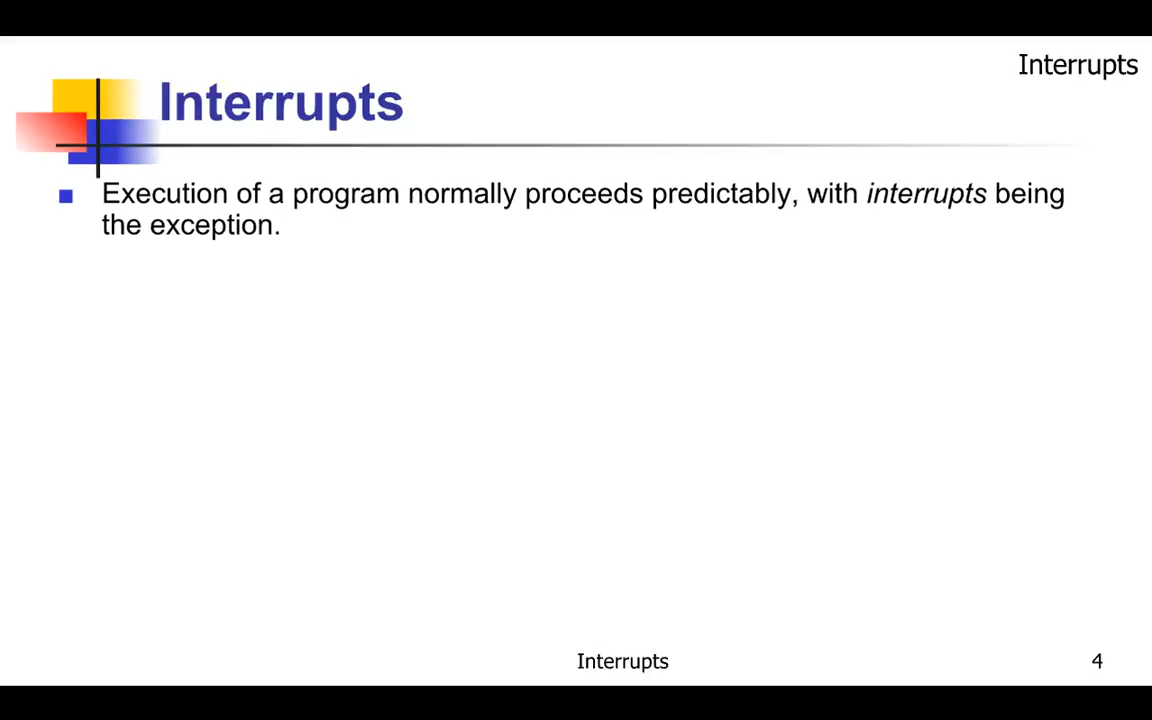 Interrupts
Interrupts
Execution of a program normally proceeds predictably, with interrupts being
the exception.
Interrupts
4